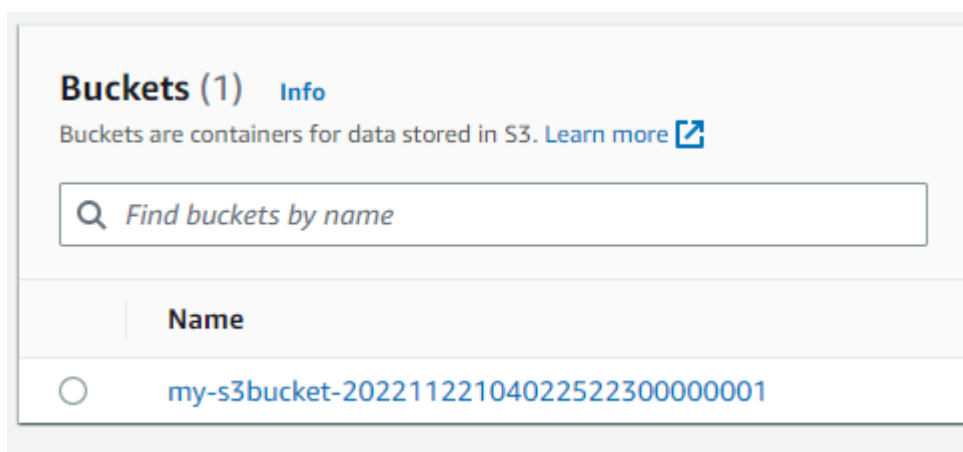 Buckets (1) Info
Buckets are containers for data stored in S3. Learn more
Find buckets by name
Name
my-s3bucket-20221122104022522300000001